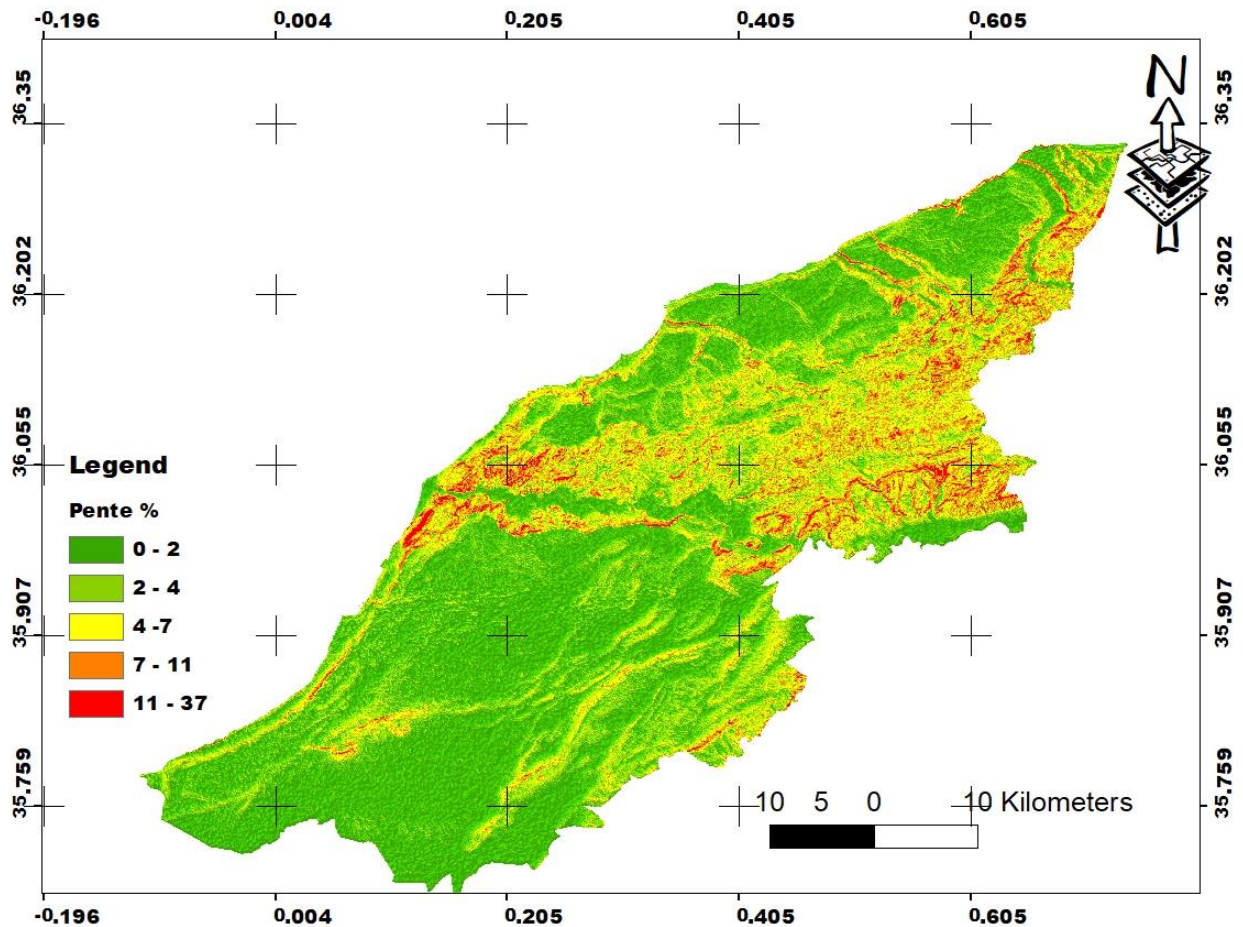 -0.196 0.004 0.205 0.405 0.605
N
36.35 36.35
36.202 36.202
36.055 36.055
Legend
Pente %
0 - 2
2 - 4
4 -7
7 - 11
11 - 37
35.907 35.907
35.759 35.759
10 5 0 10 Kilometers
-0.196 0.004 0.205 0.405 0.605